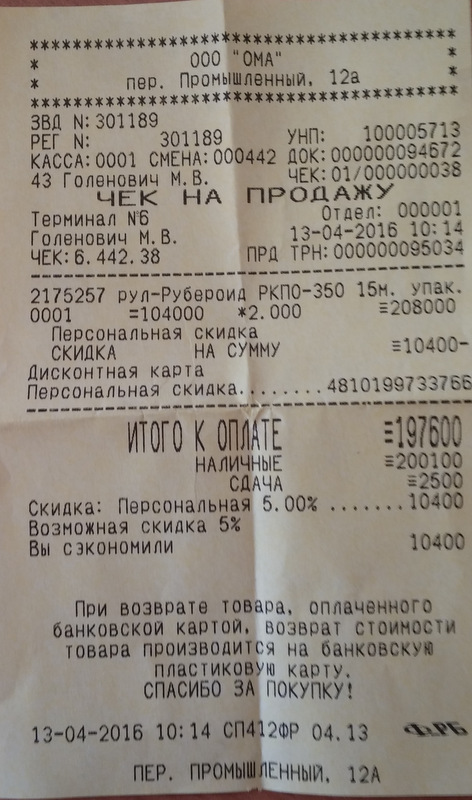 ********************************
* ООО "ОМА" *
* пер. Промышленный, 12а *
********************************
ЗВД N: 301189
РЕГ N: 301189 УНП: 100005713
КАССА:0001 СМЕНА:000442 ДОК:000000094672
43 Голенович М.В. ЧЕК:01/000000038
ЧЕК НА ПРОДАЖУ
Терминал №6 Отдел: 000001
Голенович М.В. 13-04-2016 10:14
ЧЕК:6.442.38 ПРД ТРН:000000095034
2175257 рул-Рубероид РКПО-350 15м. упак.
0001 =104000 *2.000 ≡208000
Персональная скидка
СКИДКА НА СУММУ ≡10400-
Дисконтная карта
Персональная скидка........4810199733766
ИТОГО К ОПЛАТЕ ≡197600
НАЛИЧНЫЕ ≡200100
СДАЧА ≡2500
Скидка: Персональная 5.00% .......10400
Возможная скидка 5%
Вы сэкономили 10400
При возврате товара, оплаченного
банковской картой, возврат стоимости
товара производится на банковскую
пластиковую карту.
СПАСИБО ЗА ПОКУПКУ!
13-04-2016 10:14 СП412ФР 04.13 ФРБ
ПЕР. ПРОМЫШЛЕННЫЙ, 12А